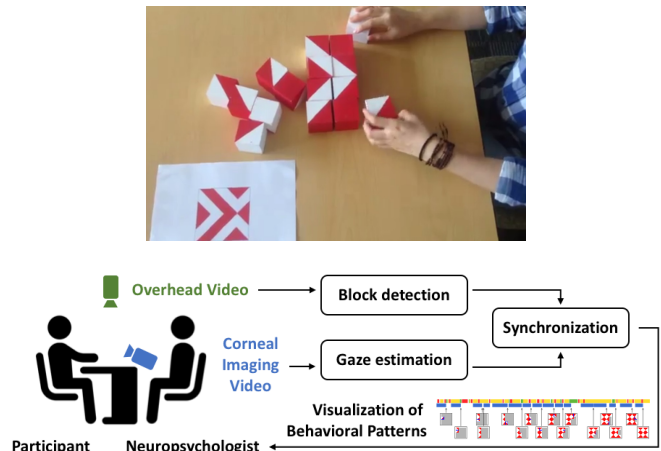 Overhead Video
Block detection
Synchronization
Corneal
Imaging
Video
Gaze estimation
Visualization of
Behavioral Patterns
Participant
Neuropsychologist